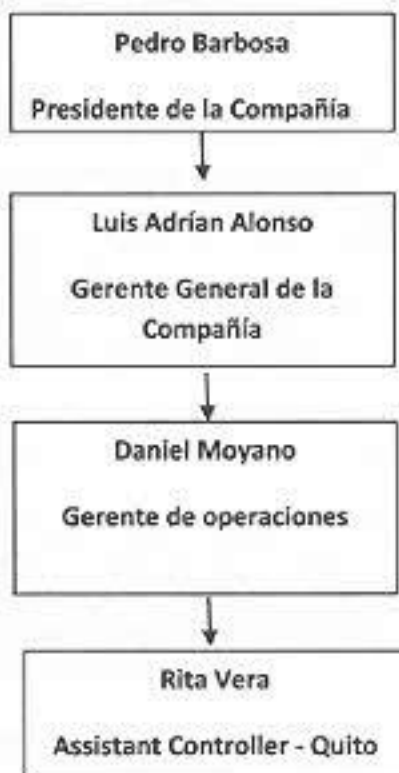 Pedro Barbosa
Presidente de la Compañía
Luis Adrían Alonso
Gerente General de la
Compañía
Daniel Moyano
Gerente de operaciones
Rita Vera
Assistant Controller - Quito